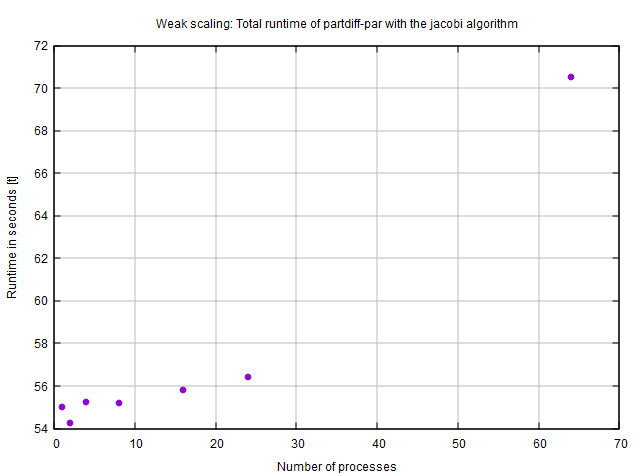 Weak scaling: Total runtime of partdiff-par with the jacobi algorithm
72
70
68
66
64
62
60
58
56
54
Runtime in seconds [t]
0 10 20 30 40 50 60 70
Number of processes